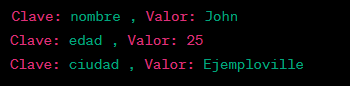 Clave: nombre , Valor: John
Clave: edad , Valor: 25
Clave: ciudad , Valor: Ejemploville